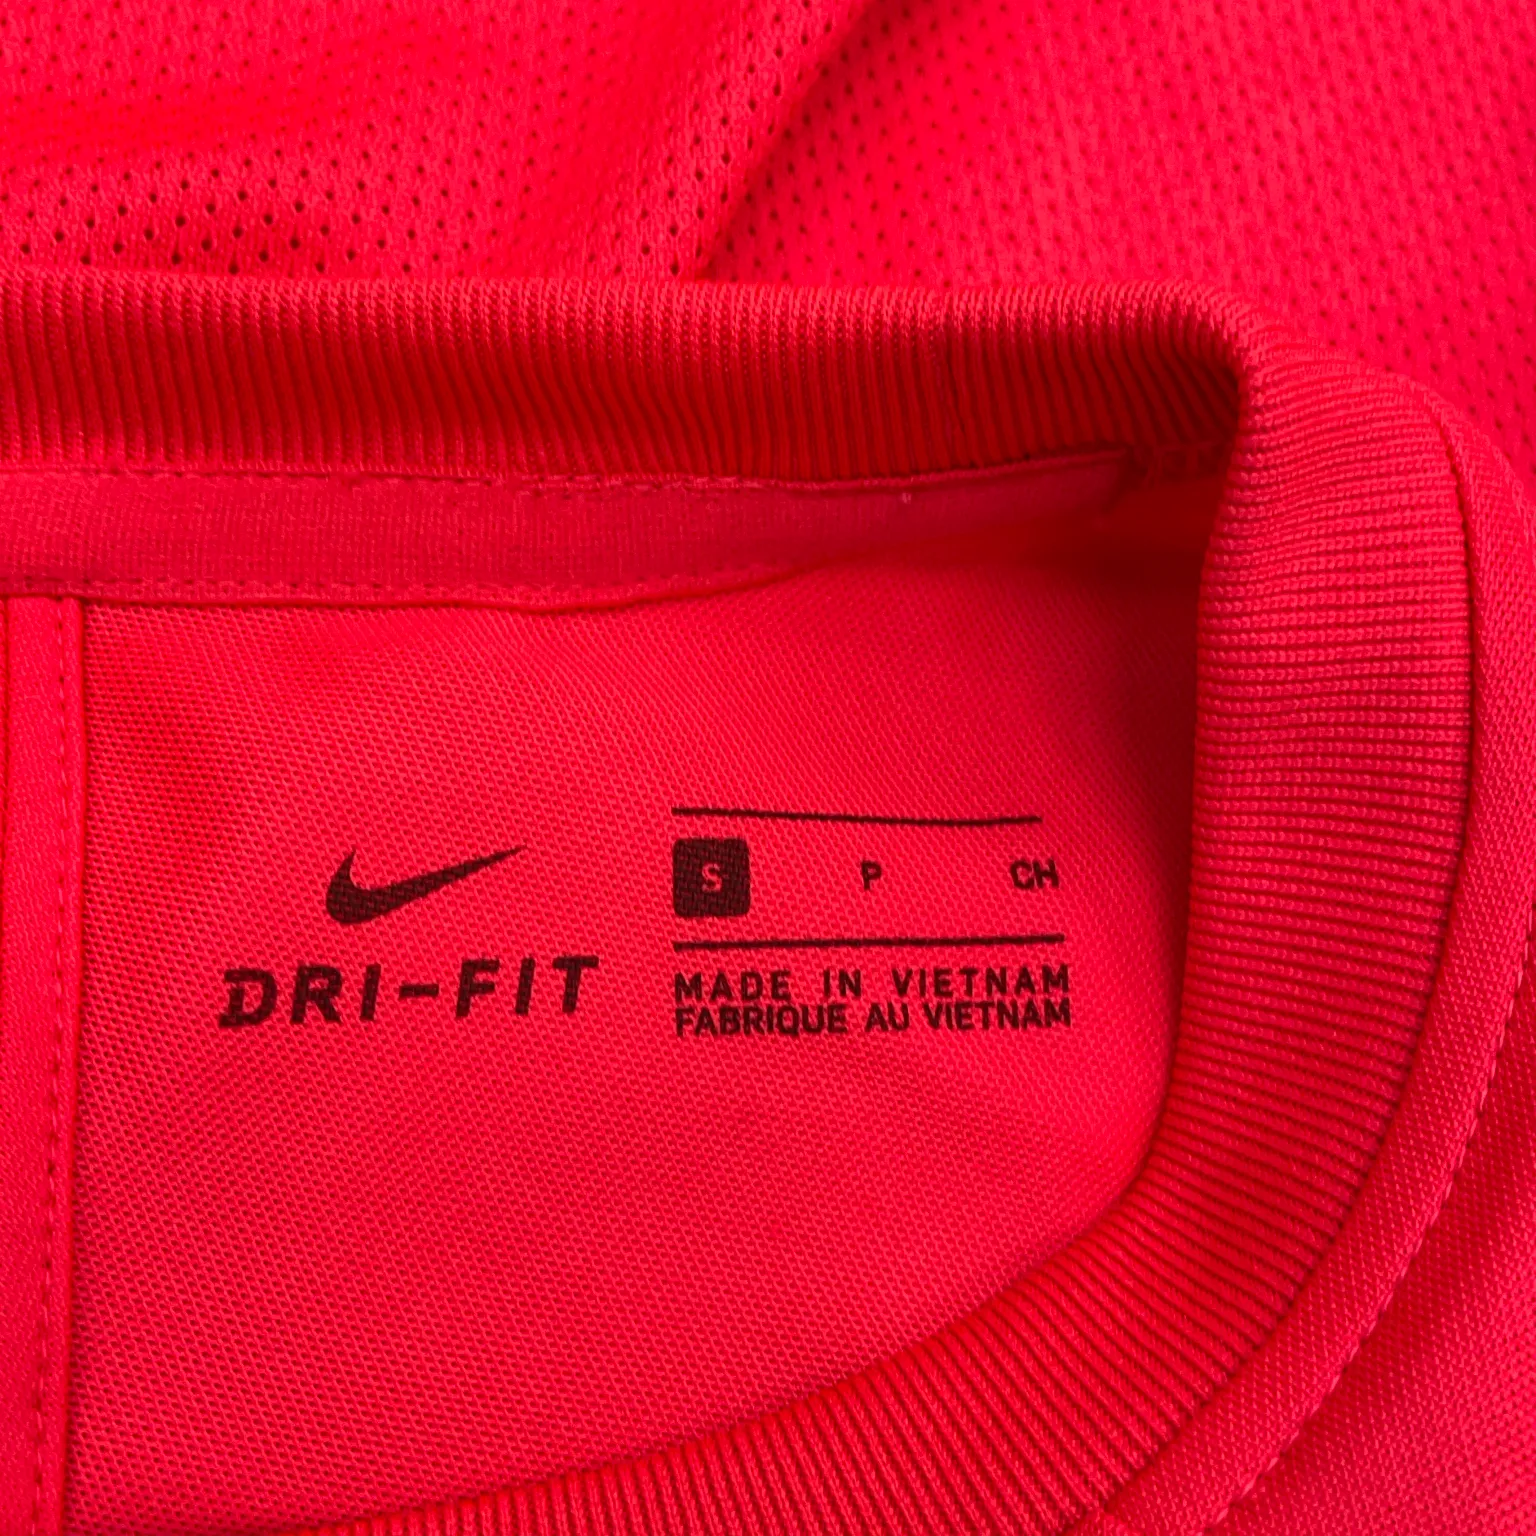 DRI-FIT
S P CH
MADE IN VIETNAM
FABRIQUE AU VIETNAM